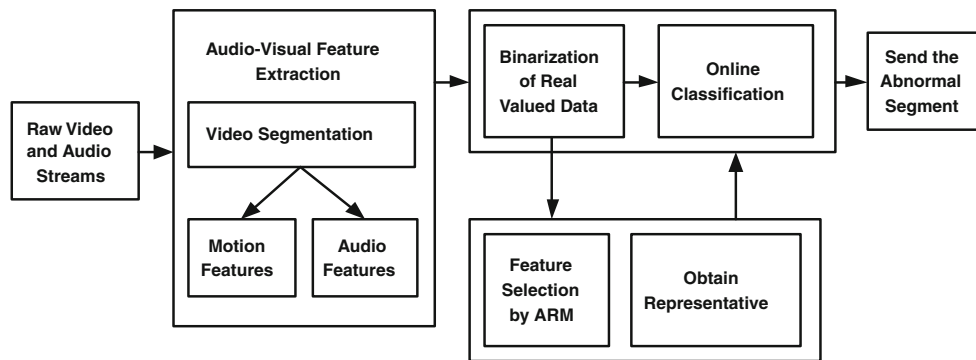 Raw Video
and Audio
Streams
Audio-Visual Feature
Extraction
Video Segmentation
Motion
Features
Audio
Features
Binarization
of Real
Valued Data
Online
Classification
Feature
Selection
by ARM
Obtain
Representative
Send the
Abnormal
Segment